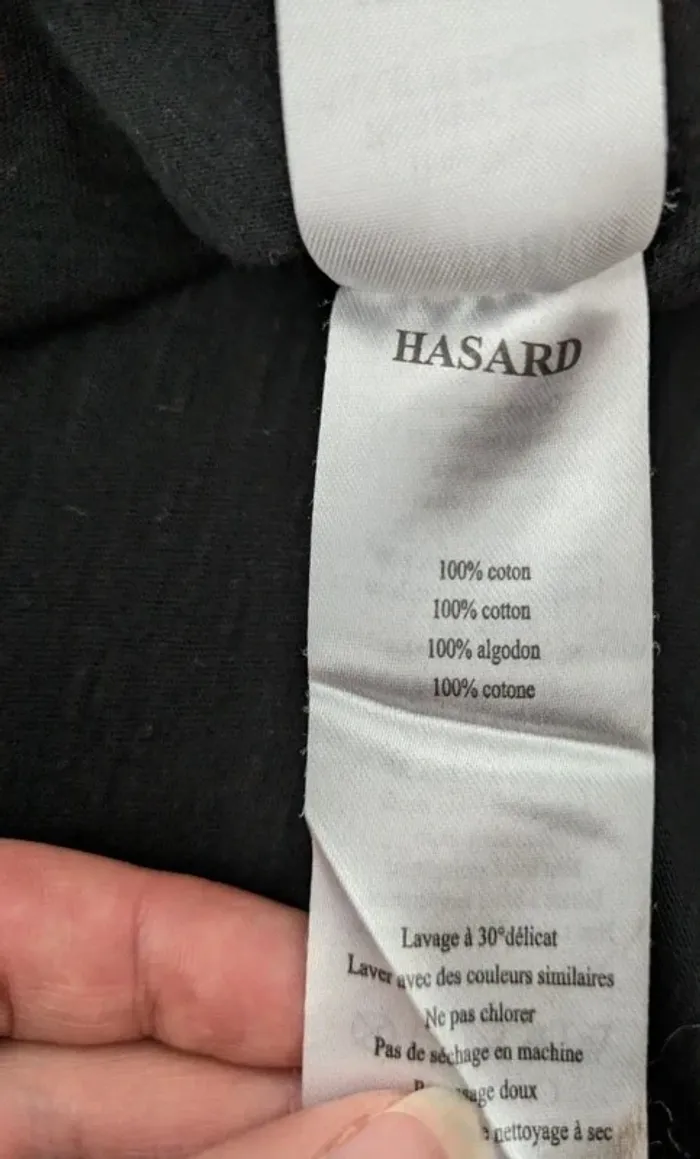 HASARD
100% coton
100% cotton
100% algodon
100% cotone
Lavage à 30°délicat
Laver avec des couleurs similaires
Ne pas chlorer
Pas de séchage en machine
doux
nettoyage à sec